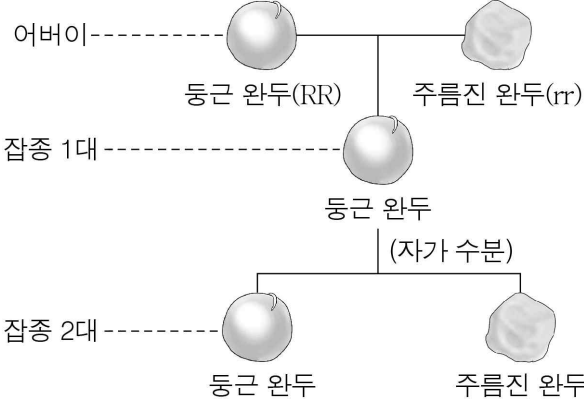 어버이
둥근 완두(RR) 주름진 완두(rr)
잡종 1대
둥근 완두
(자가 수분)
잡종 2대
둥근 완두 주름진 완두